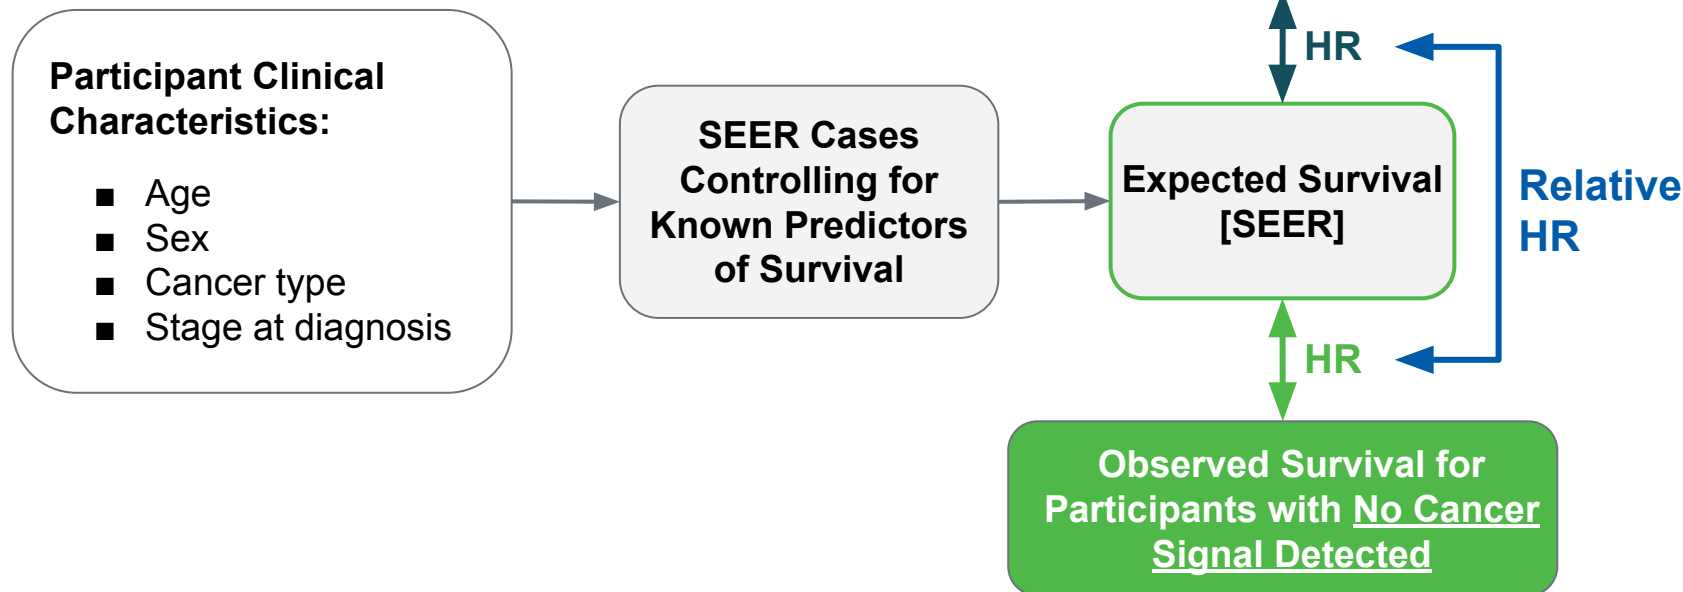 Participant Clinical
Characteristics:
■ Age
■ Sex
■ Cancer type
■ Stage at diagnosis
SEER Cases
Controlling for
Known Predictors
of Survival
HR
Expected Survival
[SEER]
Relative
HR
HR
Observed Survival for
Participants with No Cancer
Signal Detected